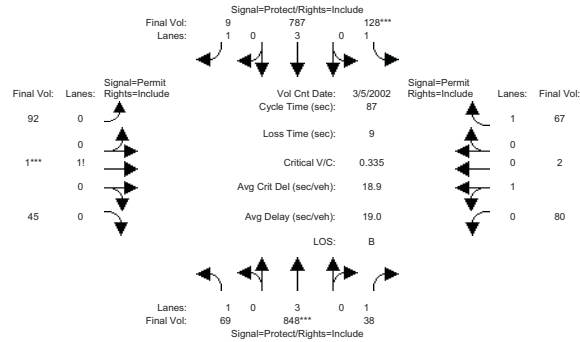 Signal=Protect/Rights=Include
Final Vol: 9 787 128***
Lanes: 1 0 3 0 1
Signal=Permit Signal=Permit
Final Vol: Lanes: Rights=Include Vol Cnt Date: 3/5/2002 Rights=Include Lanes: Final Vol:
Cycle Time (sec): 87
92 0 1 67
Loss Time (sec): 9
0 0
1*** 1! Critical V/C: 0.335 0 2
0 Avg Crit Del (sec/veh): 18.9 1
45 0 Avg Delay (sec/veh): 19.0 0 80
LOS: B
Lanes: 1 0 3 0 1
Final Vol: 69 848*** 38
Signal=Protect/Rights=Include